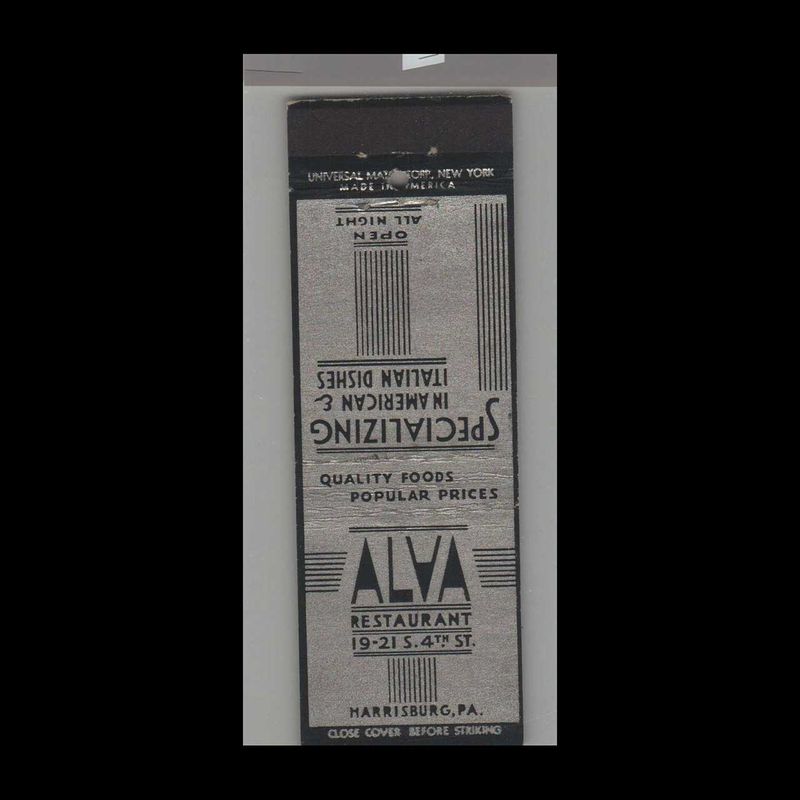 UNIVERSAL MATCH CORP., NEW YORK
MADE IN AMERICA
OPEN
ALL NIGHT
SPECIALIZING
IN AMERICAN &
ITALIAN DISHES
QUALITY FOODS
POPULAR PRICES
ALVA
RESTAURANT
19-21 S. 4TH ST.
HARRISBURG, PA.
CLOSE COVER BEFORE STRIKING